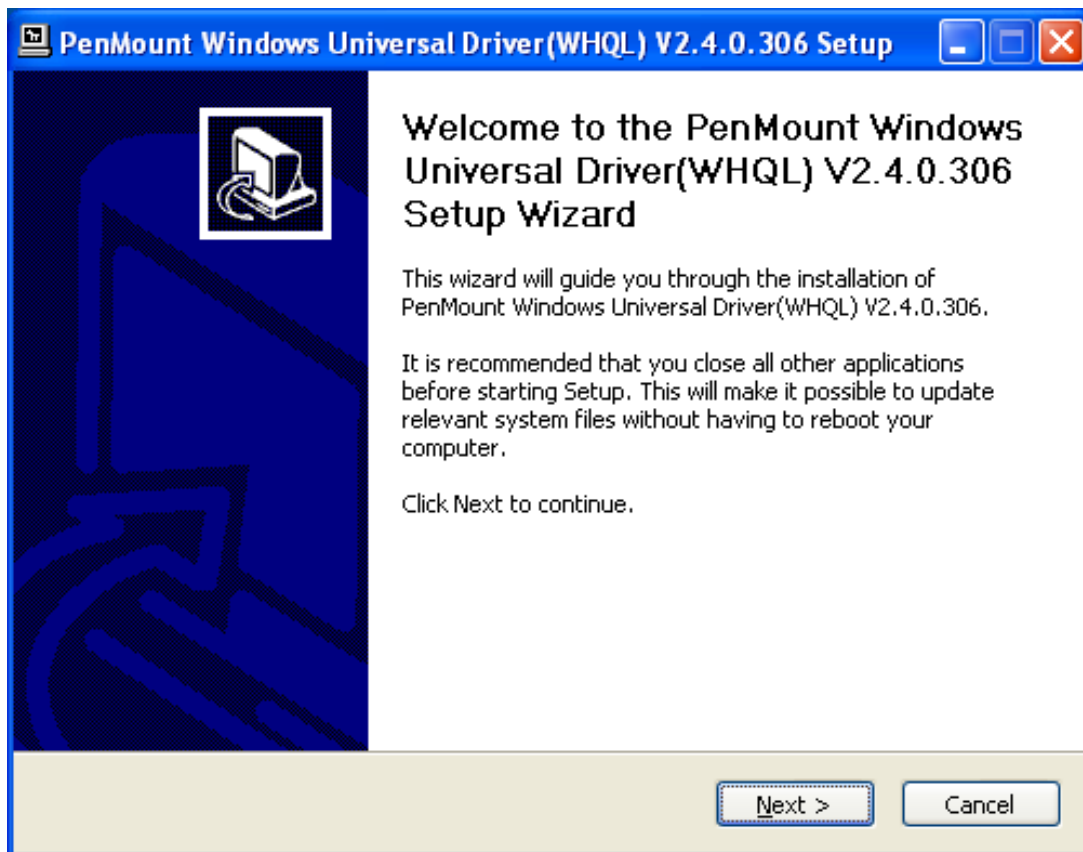 PenMount Windows Universal Driver(WHQL) V2.4.0.306 Setup
Welcome to the PenMount Windows
Universal Driver(WHQL) V2.4.0.306
Setup Wizard
This wizard will guide you through the installation of
PenMount Windows Universal Driver(WHQL) V2.4.0.306.
It is recommended that you close all other applications
before starting Setup. This will make it possible to update
relevant system files without having to reboot your
computer.
Click Next to continue.
Next >
Cancel